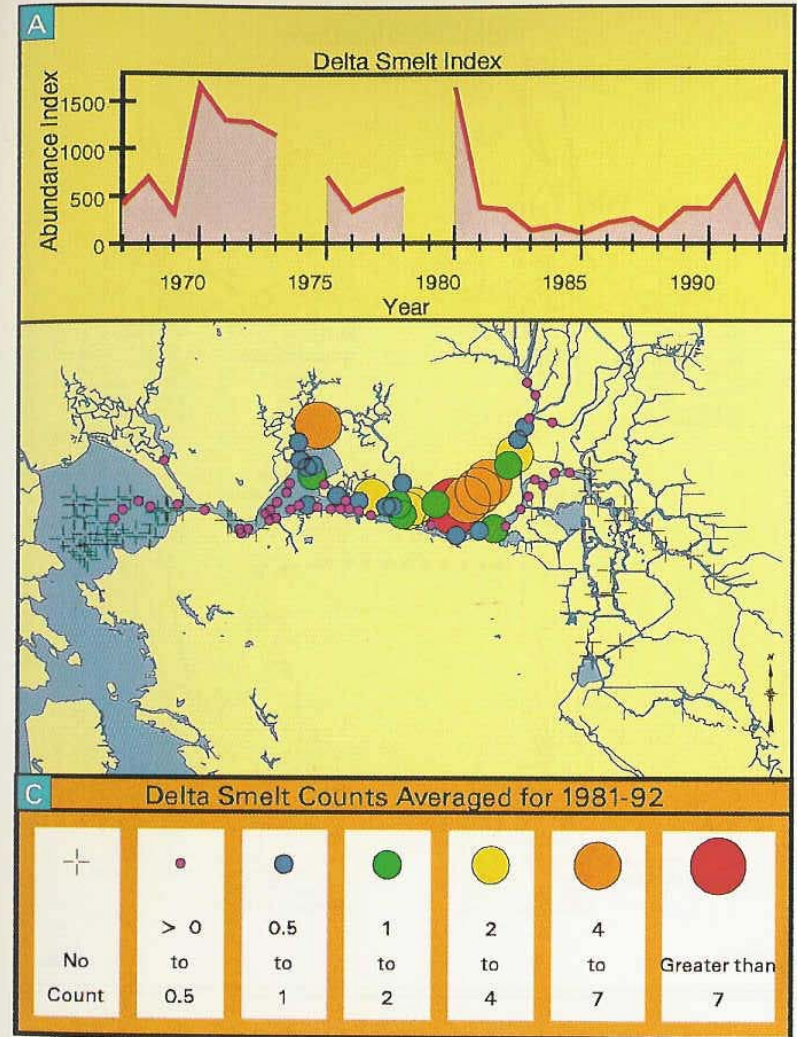 A
Delta Smelt Index
Abundance Index
1500
1000
500
0
1970 1975 1980 1985 1990
Year
N
C
Delta Smelt Counts Averaged for 1981-92
No
Count
> 0
to
0.5
0.5
to
1
1
to
2
2
to
4
4
to
7
Greater than
7